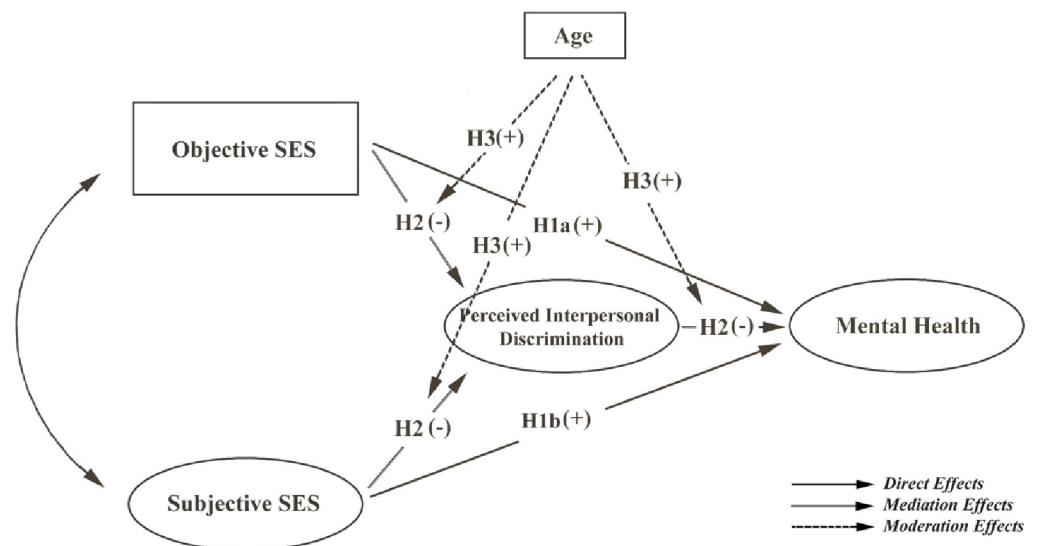 Age
H3(+)
Objective SES
H3(+)
H2(-)
H1a(+)
H3(+)
Perceived Interpersonal
Discrimination
H2(-)
Mental Health
H2(-)
H1b(+)
Subjective SES
Direct Effects
Mediation Effects
Moderation Effects